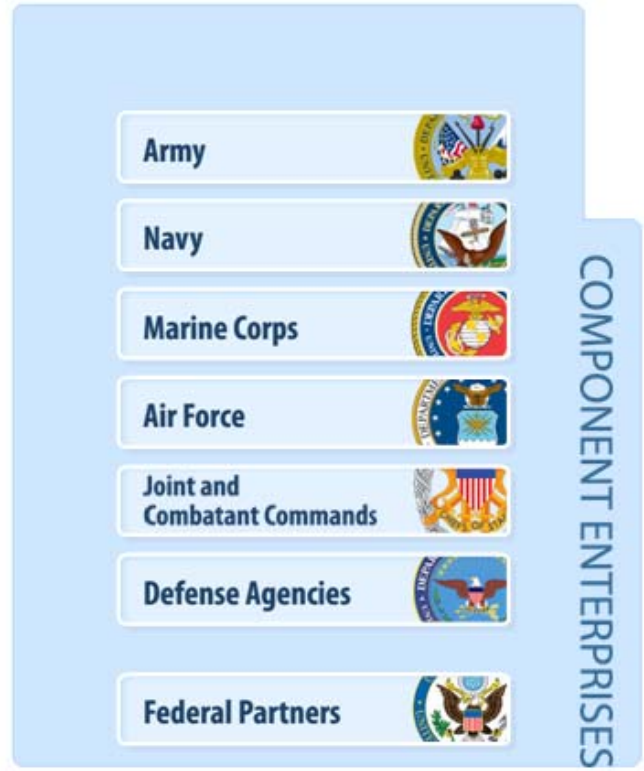 Army
Navy
Marine Corps
Air Force
Joint and
Combatant Commands
Defense Agencies
Federal Partners
COMPONENT ENTERPRISES